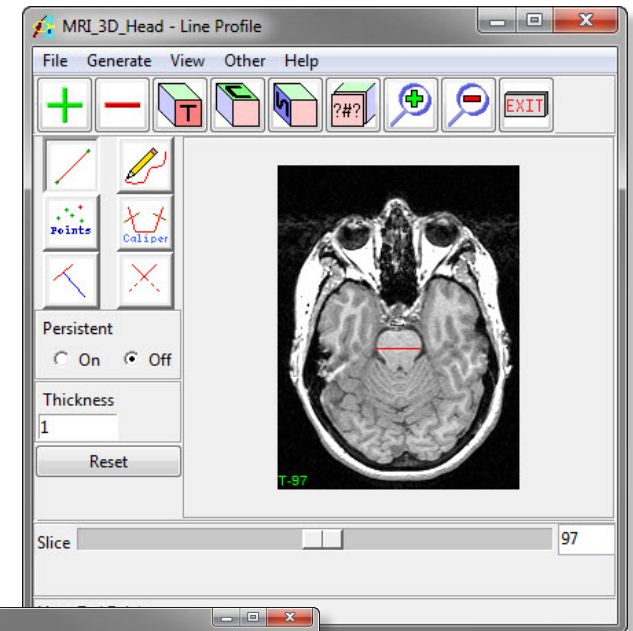 MRI_3D_Head - Line Profile
File Generate View Other Help
T C S ?#? EXIT
Points Caliper
Persistent
On Off
Thickness
1
Reset
T-97
Slice 97